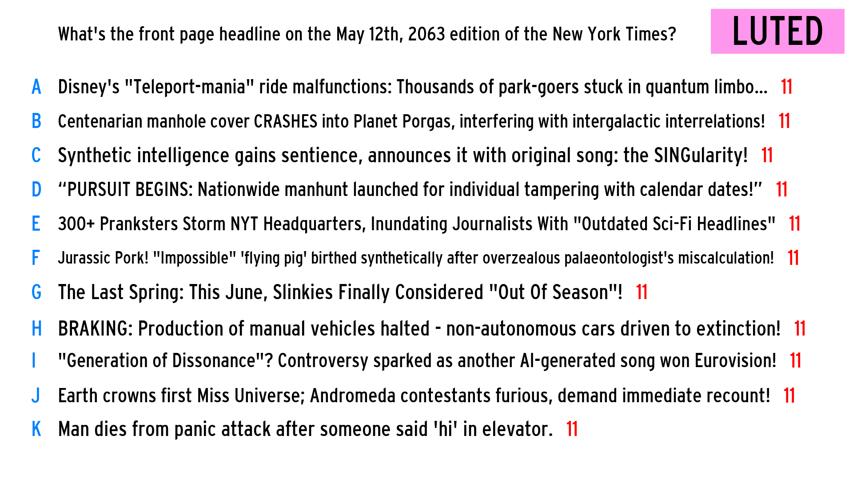 What's the front page headline on the May 12th, 2063 edition of the New York Times?
LUTED
A Disney's "Teleport-mania" ride malfunctions: Thousands of park-goers stuck in quantum limbo... 11
B Centenarian manhole cover CRASHES into Planet Porgas, interfering with intergalactic interrelations! 11
C Synthetic intelligence gains sentience, announces it with original song: the SINGularity! 11
D “PURSUIT BEGINS: Nationwide manhunt launched for individual tampering with calendar dates!” 11
E 300+ Pranksters Storm NYT Headquarters, Inundating Journalists With "Outdated Sci-Fi Headlines" 11
F Jurassic Pork! "Impossible" 'flying pig' birthed synthetically after overzealous palaeontologist's miscalculation! 11
G The Last Spring: This June, Slinkies Finally Considered "Out Of Season"! 11
H BRAKING: Production of manual vehicles halted - non-autonomous cars driven to extinction! 11
I "Generation of Dissonance"? Controversy sparked as another AI-generated song won Eurovision! 11
J Earth crowns first Miss Universe; Andromeda contestants furious, demand immediate recount! 11
K Man dies from panic attack after someone said 'hi' in elevator. 11